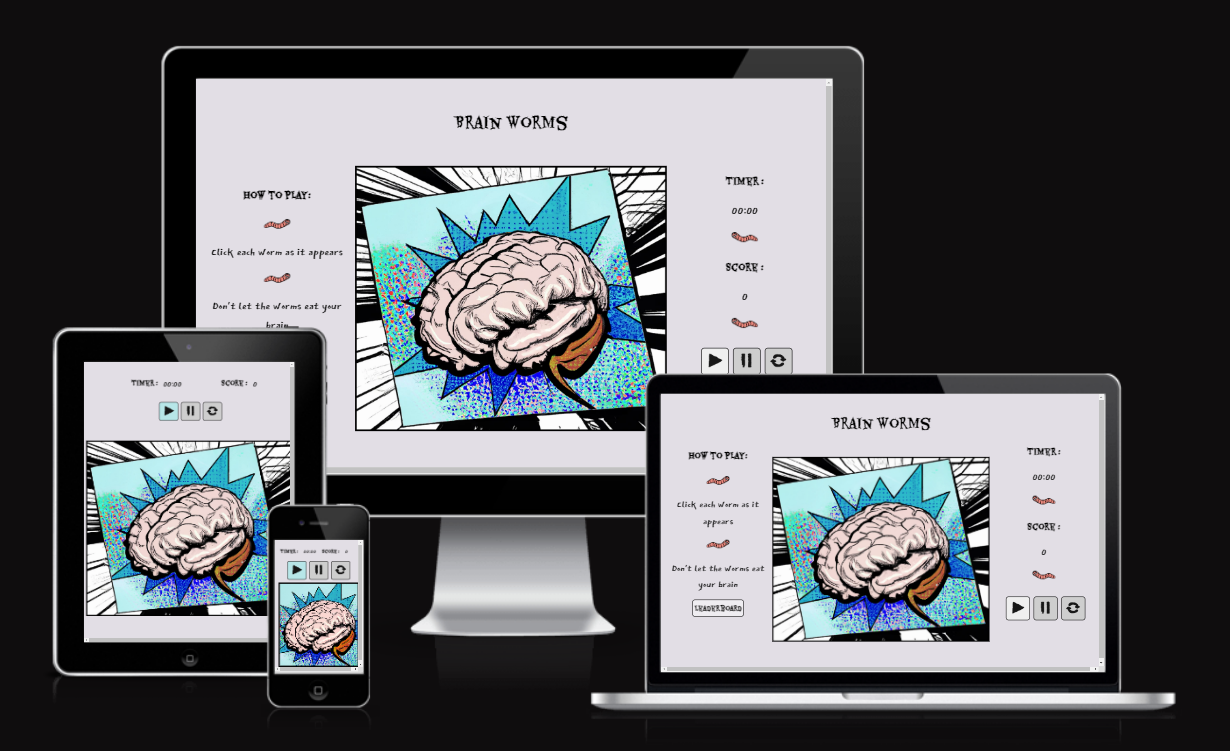 BRAIN WORMS
HOW TO PLAY:
Click each worm as it appears
Don't let the worms eat your
brain
TIMER:
00:00
SCORE:
0
TIMER: 00:00 SCORE: 0
TIMER: 00:00 SCORE: 0
BRAIN WORMS
HOW TO PLAY:
Click each worm as it
appears
Don't let the worms eat
your brain
LEADERBOARD
TIMER:
00:00
SCORE:
0